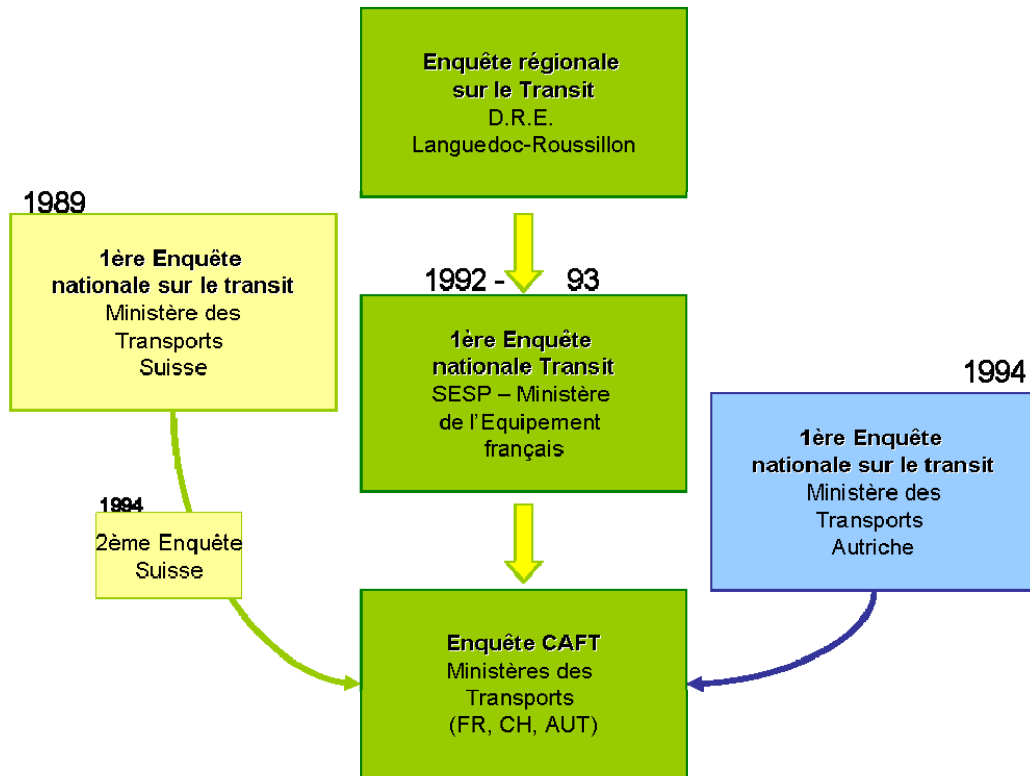 Enquête régionale
sur le Transit
D.R.E.
Languedoc-Roussillon
1989
1ère Enquête
nationale sur le transit
Ministère des
Transports
Suisse
1992 - 93
1ère Enquête
nationale Transit
SESP – Ministère
de l'Equipement
français
1994
1ère Enquête
nationale sur le transit
Ministère des
Transports
Autriche
1994
2ème Enquête
Suisse
Enquête CAFT
Ministères des
Transports
(FR, CH, AUT)